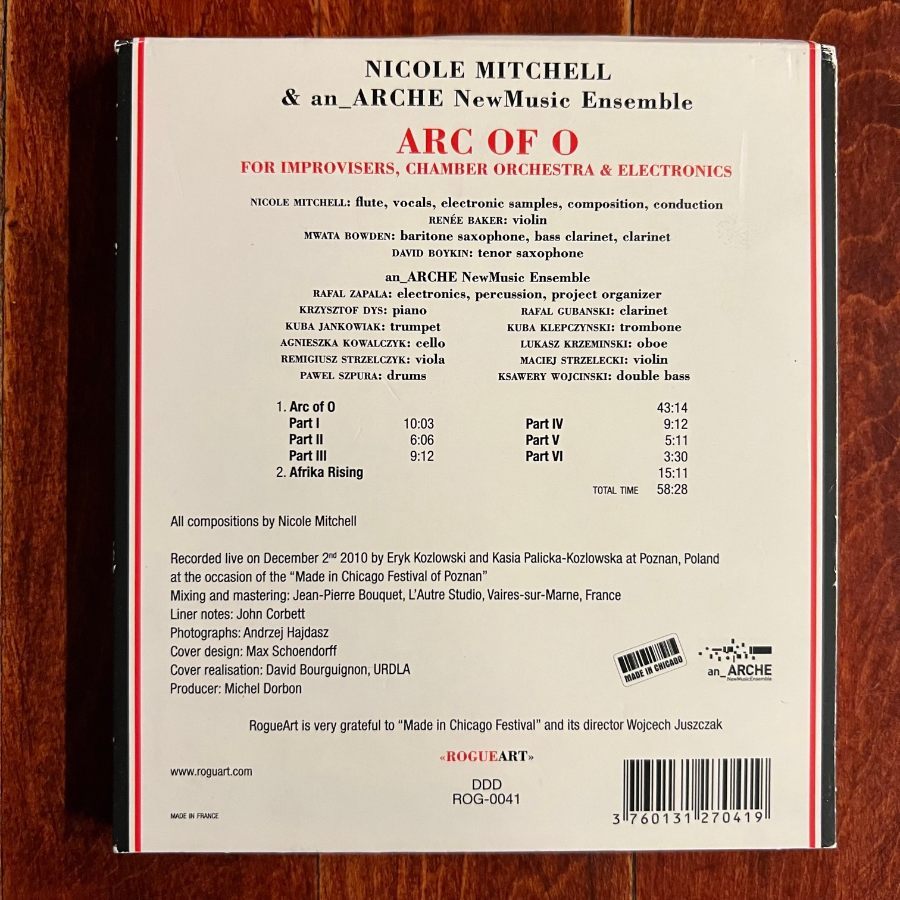 NICOLE MITCHELL
& an_ARCHE NewMusic Ensemble
ARC OF O
FOR IMPROVISERS, CHAMBER ORCHESTRA & ELECTRONICS
NICOLE MITCHELL: flute, vocals, electronic samples, composition, conduction
RENÉE BAKER: violin
MWATA BOWDEN: baritone saxophone, bass clarinet, clarinet
DAVID BOYKIN: tenor saxophone
an_ARCHE NewMusic Ensemble
RAFAL ZAPALA: electronics, percussion, project organizer
KRZYSZTOF DYS: piano RAFAL GUBANSKI: clarinet
KUBA JANKOWIAK: trumpet KUBA KLEPCZYNSKI: trombone
AGNIESZKA KOWALCZYK: cello LUKASZ KRZEMINSKI: oboe
REMIGIUSZ STRZELCZYK: viola MACIEJ STRZELECKI: violin
PAWEL SZPURA: drums KSAWERY WOJCINSKI: double bass
1. Arc of O 43:14
Part I 10:03 Part IV 9:12
Part II 6:06 Part V 5:11
Part III 9:12 Part VI 3:30
2. Afrika Rising 15:11
TOTAL TIME 58:28
All compositions by Nicole Mitchell
Recorded live on December 2nd 2010 by Eryk Kozlowski and Kasia Palicka-Kozlowska at Poznan, Poland
at the occasion of the “Made in Chicago Festival of Poznan”
Mixing and mastering: Jean-Pierre Bouquet, L’Autre Studio, Vaires-sur-Marne, France
Liner notes: John Corbett
Photographs: Andrzej Hajdasz
Cover design: Max Schoendorff
Cover realisation: David Bourguignon, URDLA
Producer: Michel Dorbon
MADE IN CHICAGO
an_ARCHE
NewMusicEnsemble
RogueArt is very grateful to “Made in Chicago Festival” and its director Wojcech Juszczak
«ROGUEART»
www.roguart.com
DDD
ROG-0041
MADE IN FRANCE
3 760131 270419